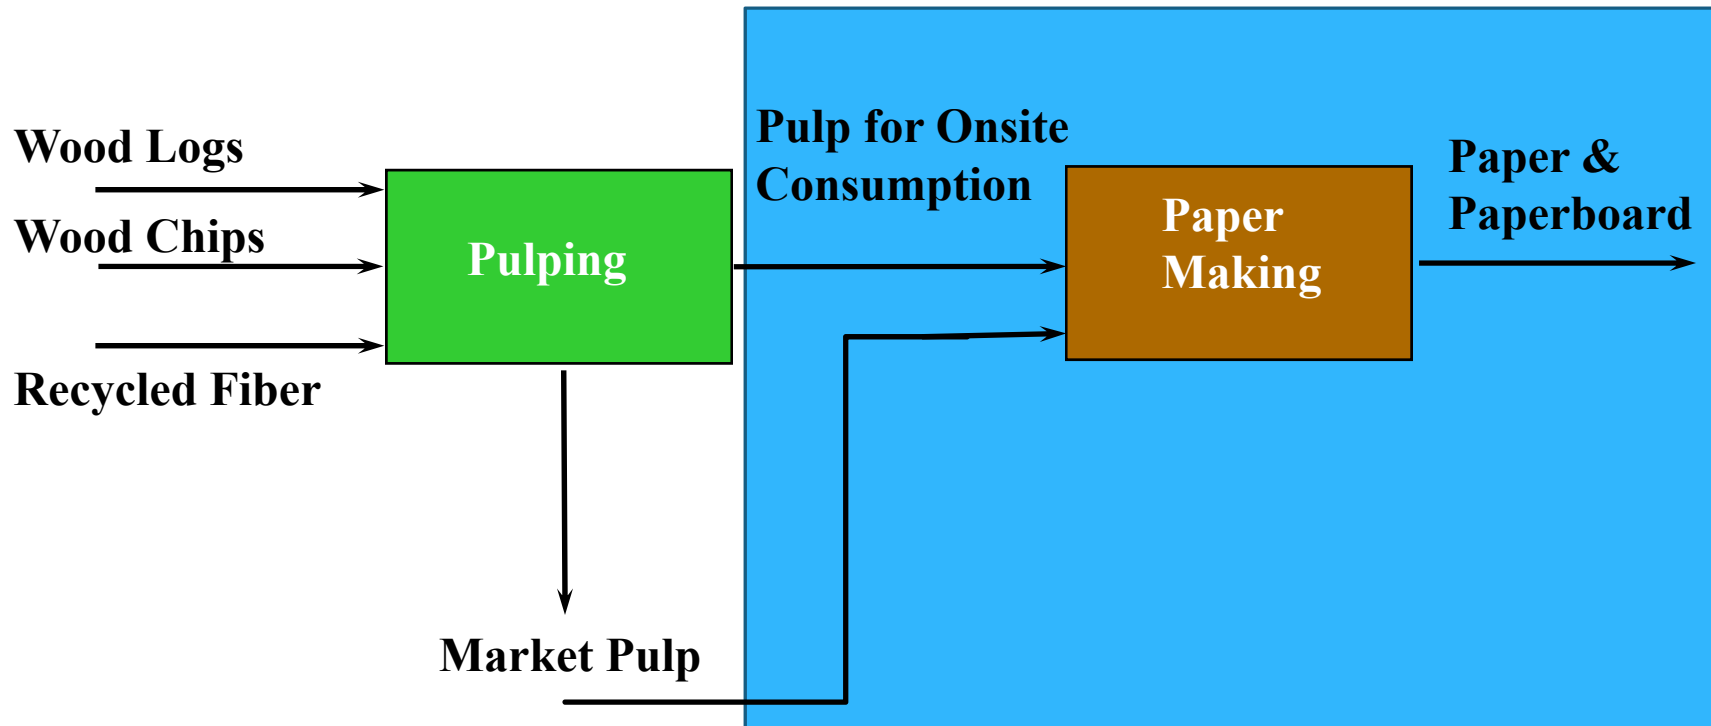 Wood Logs
Wood Chips
Recycled Fiber
Pulping
Market Pulp
Pulp for Onsite
Consumption
Paper
Making
Paper &
Paperboard